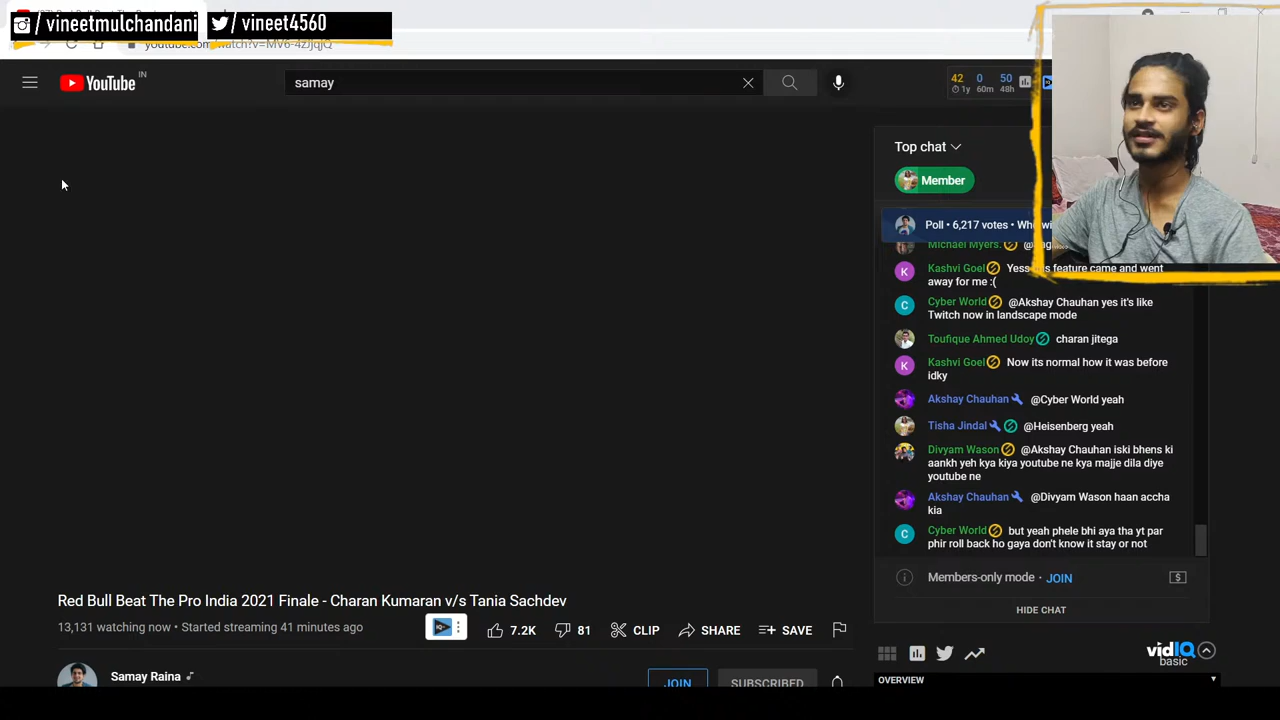 / vineetmulchandani
/ vineet4560
YouTube IN
samay
42 0 50
1y 60m 48h
Top chat
Member
Poll • 6,217 votes •
Michael Myers.
Kashvi Goel Yess this feature came and went
away for me :(
Cyber World @Akshay Chauhan yes it's like
Twitch now in landscape mode
Toufique Ahmed Udoy charan jitega
Kashvi Goel Now its normal how it was before
idky
Akshay Chauhan @Cyber World yeah
Tisha Jindal @Heisenberg yeah
Divyam Wason @Akshay Chauhan iski bhens ki
aankh yeh kya kiya youtube ne kya majje dila diye
youtube ne
Akshay Chauhan @Divyam Wason haan accha
kia
Cyber World but yeah phele bhi aya tha yt par
phir roll back ho gaya don't know it stay or not
Members-only mode • JOIN
HIDE CHAT
Red Bull Beat The Pro India 2021 Finale - Charan Kumaran v/s Tania Sachdev
13,131 watching now • Started streaming 41 minutes ago
7.2K 81 CLIP SHARE SAVE
vidIQ
basic
Samay Raina
JOIN SUBSCRIBED
OVERVIEW